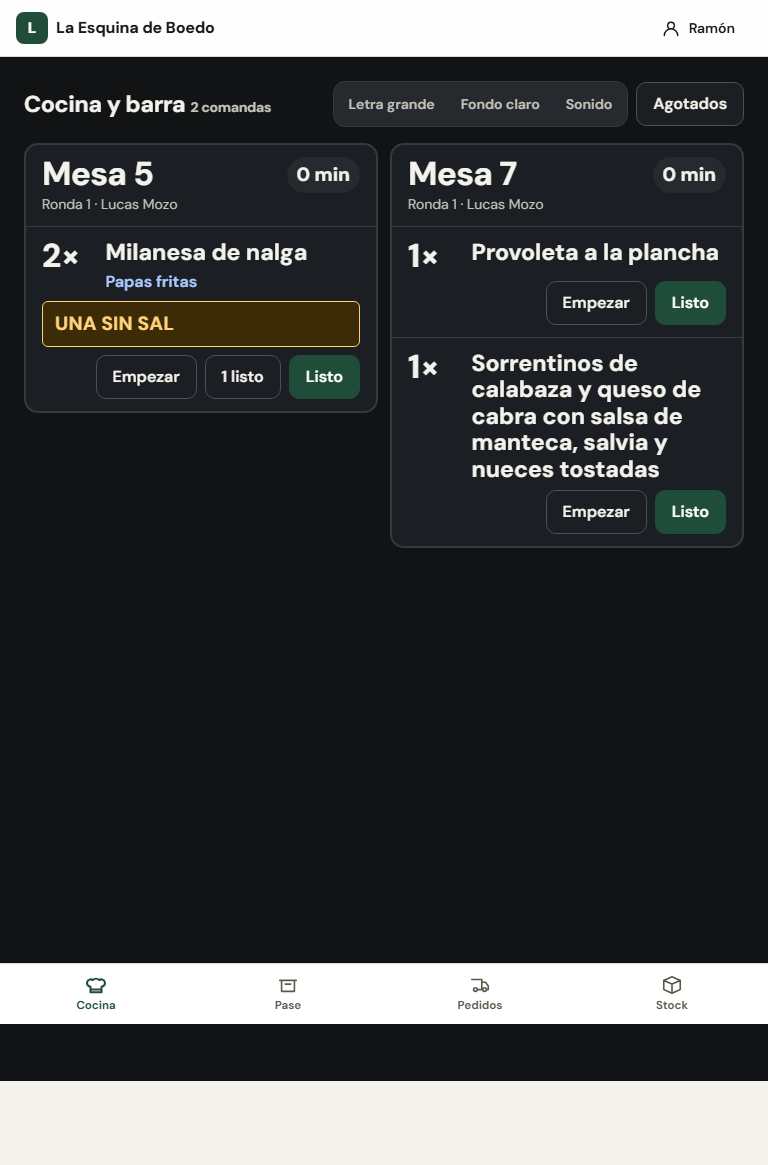 L La Esquina de Boedo
Ramón
Cocina y barra 2 comandas
Letra grande Fondo claro Sonido Agotados
Mesa 5 0 min
Ronda 1 · Lucas Mozo
2× Milanesa de nalga
Papas fritas
UNA SIN SAL
Empezar 1 listo Listo
Mesa 7 0 min
Ronda 1 · Lucas Mozo
1× Provoleta a la plancha
Empezar Listo
1× Sorrentinos de
calabaza y queso de
cabra con salsa de
manteca, salvia y
nueces tostadas
Empezar Listo
Cocina Pase Pedidos Stock